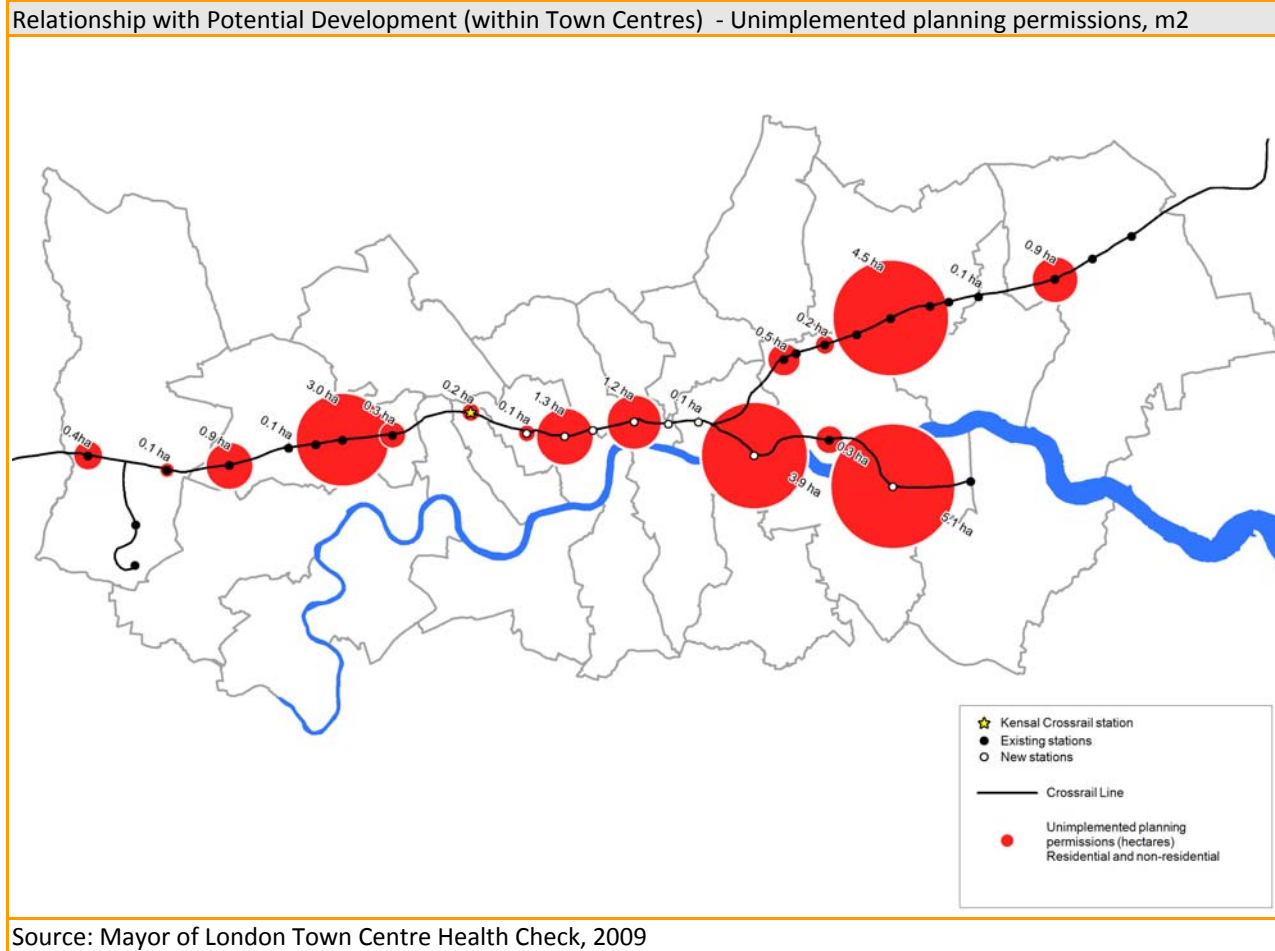 Relationship with Potential Development (within Town Centres) - Unimplemented planning permissions, m2
0.4ha
0.1 ha
0.9 ha
0.1 ha
3.0 ha
0.3 ha
0.2 ha
0.1 ha
1.3 ha
1.2 ha
0.1 ha
0.5 ha
0.2 ha
4.5 ha
0.1 ha
0.9 ha
3.9 ha
0.3 ha
5.1 ha
Kensal Crossrail station
Existing stations
New stations
Crossrail Line
Unimplemented planning
permissions (hectares)
Residential and non-residential
Source: Mayor of London Town Centre Health Check, 2009